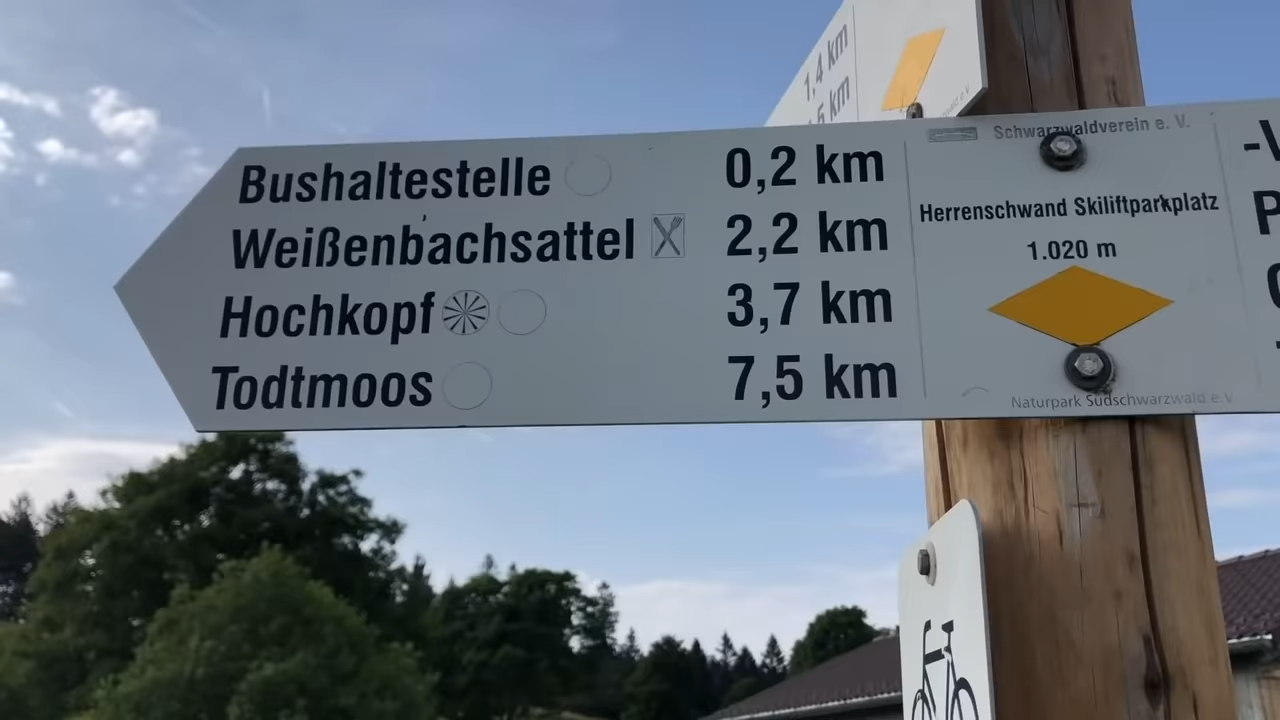 1,4 km
Bushaltestelle 0,2 km
Weißenbachsattel 2,2 km
Hochkopf 3,7 km
Todtmoos 7,5 km
Schwarzwaldverein e. V.
Herrenschwand Skiliftparkplatz
1.020 m
Naturpark Südschwarzwald e.V.